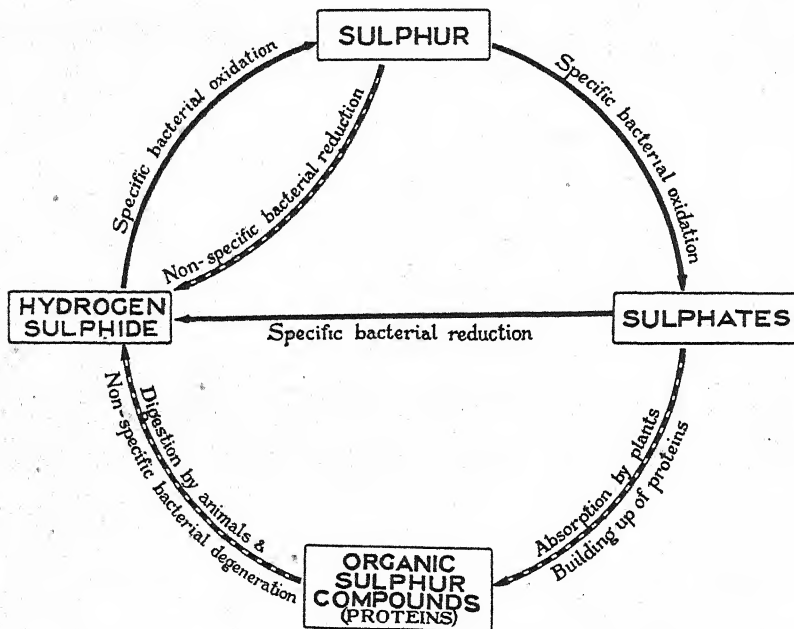 SULPHUR
Specific bacterial oxidation
Specific bacterial oxidation
Non-specific bacterial reduction
HYDROGEN
SULPHIDE
SULPHATES
Specific bacterial reduction
Digestion by animals &
Non-specific bacterial degeneration
Absorption by plants
Building up of proteins
ORGANIC
SULPHUR
COMPOUNDS
(PROTEINS)